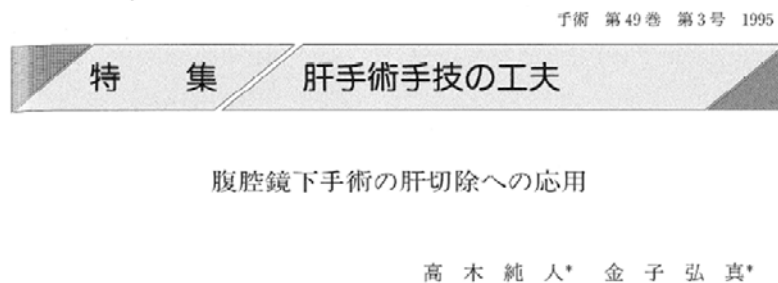 手術 第49巻 第3号 1995
特 集 肝手術手技の工夫
腹腔鏡下手術の肝切除への応用
高 木 純 人* 金 子 弘 真*